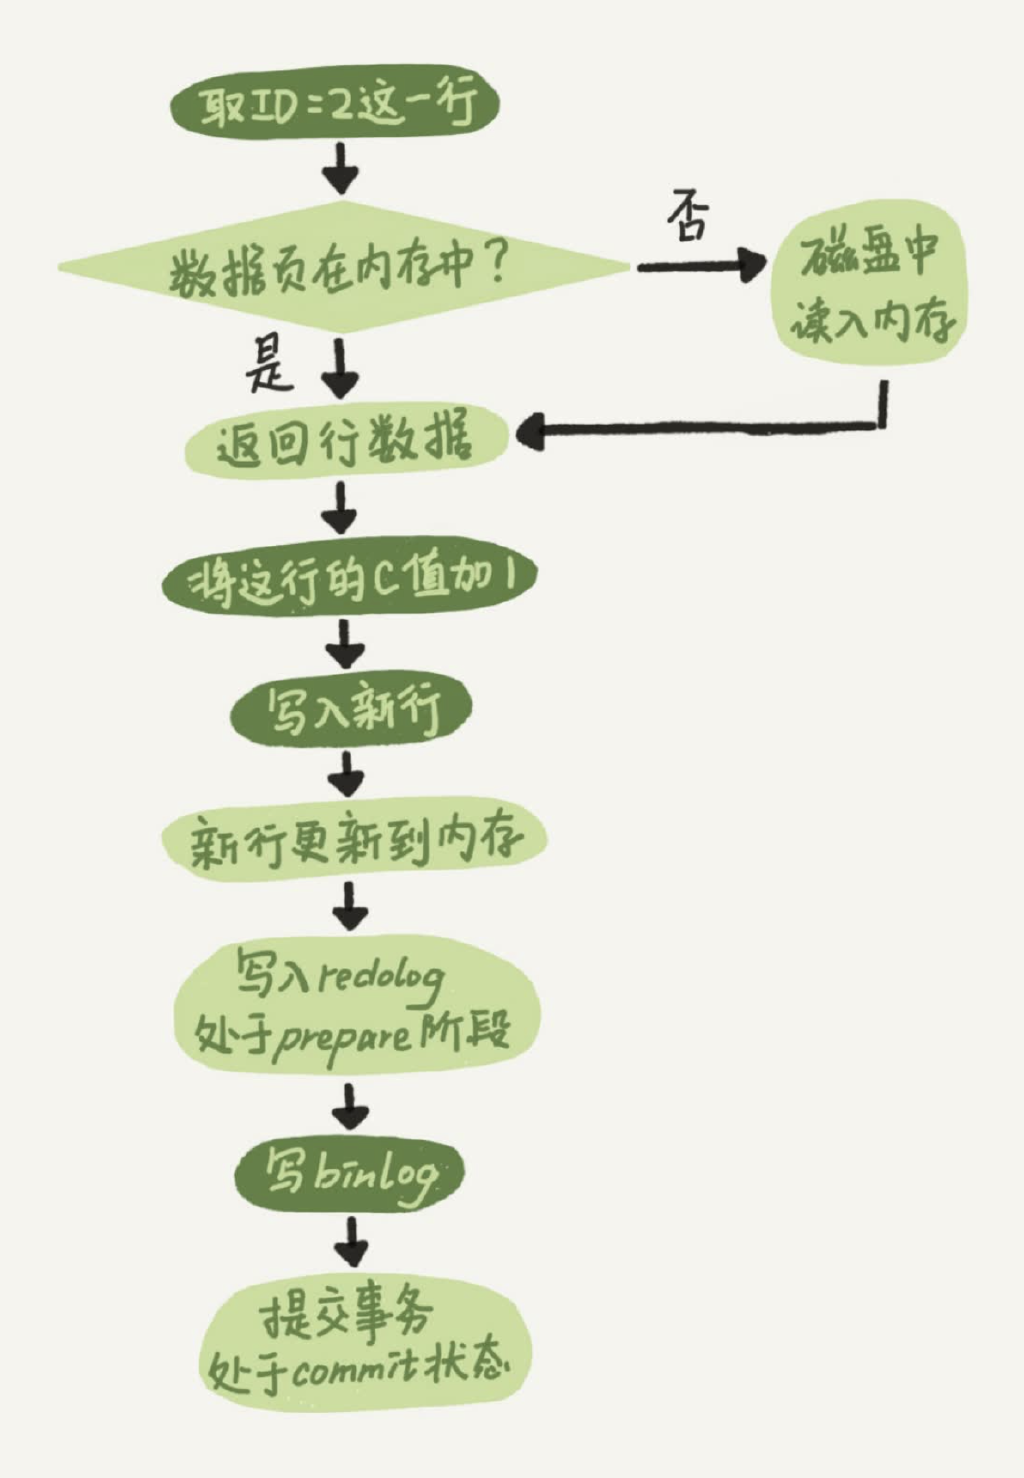 取ID=2这一行
数据页在内存中?
否
磁盘中
读入内存
是
返回行数据
将这行的C值加1
写入新行
新行更新到内存
写入redolog
处于prepare阶段
写binlog
提交事务
处于commit状态